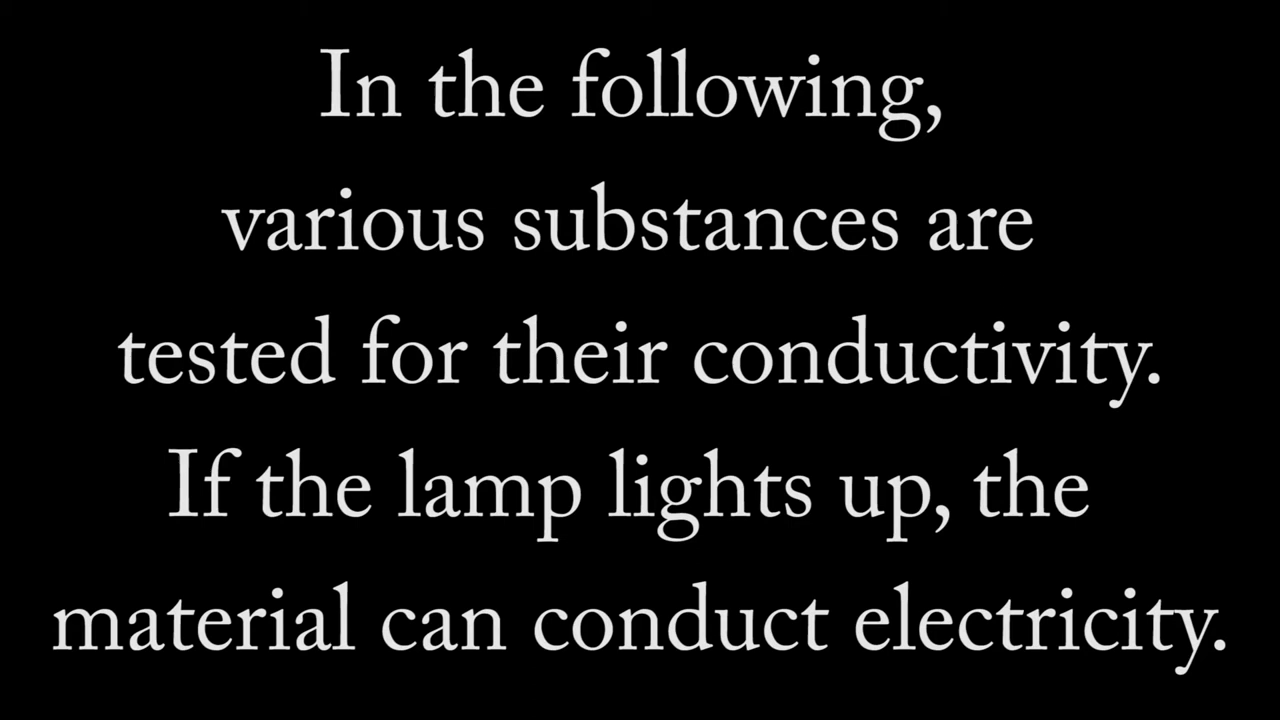 In the following,
various substances are
tested for their conductivity.
If the lamp lights up, the
material can conduct electricity.